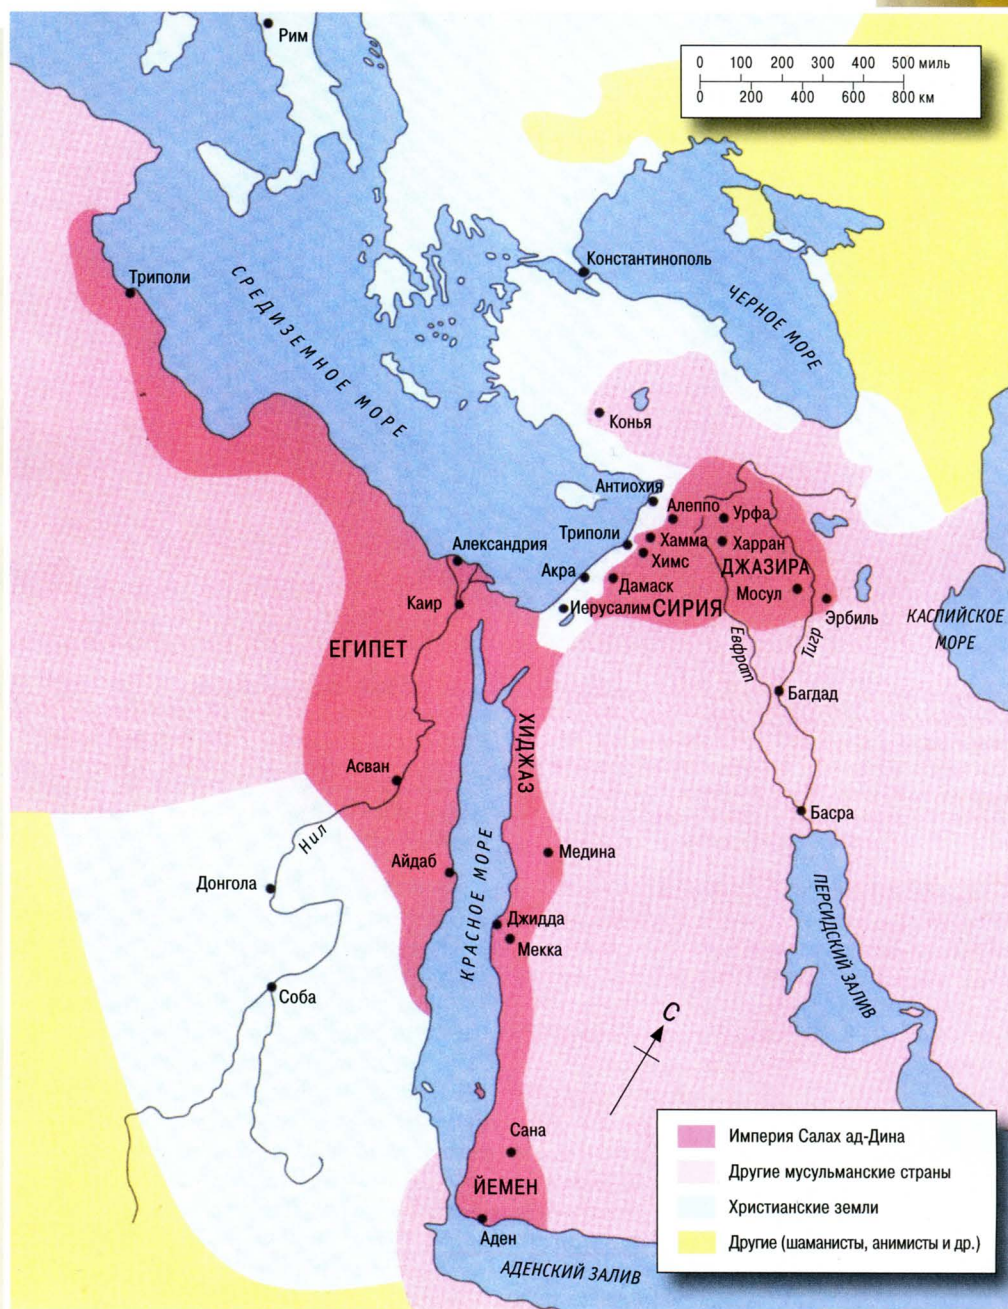 Рим
0 100 200 300 400 500 миль
0 200 400 600 800 км
Константинополь
Триполи
СРЕДИЗЕМНОЕ МОРЕ
ЧЕРНОЕ МОРЕ
Конья
Антиохия
Алеппо
Урфа
Триполи
Хамма
Харран
Александрия
Химс
ДЖАЗИРА
Акра
Дамаск
Мосул
Каир
Иерусалим
СИРИЯ
Эрбиль
КАСПИЙСКОЕ
МОРЕ
ЕГИПЕТ
Евфрат
Тигр
Багдад
ХИДЖАЗ
Асван
Басра
Нил
Медина
Айдаб
Донгола
КРАСНОЕ МОРЕ
ПЕРСИДСКИЙ ЗАЛИВ
Джидда
Мекка
Соба
С
Сана
ЙЕМЕН
Аден
АДЕНСКИЙ ЗАЛИВ
Империя Салах ад-Дина
Другие мусульманские страны
Христианские земли
Другие (шаманисты, анимисты и др.)